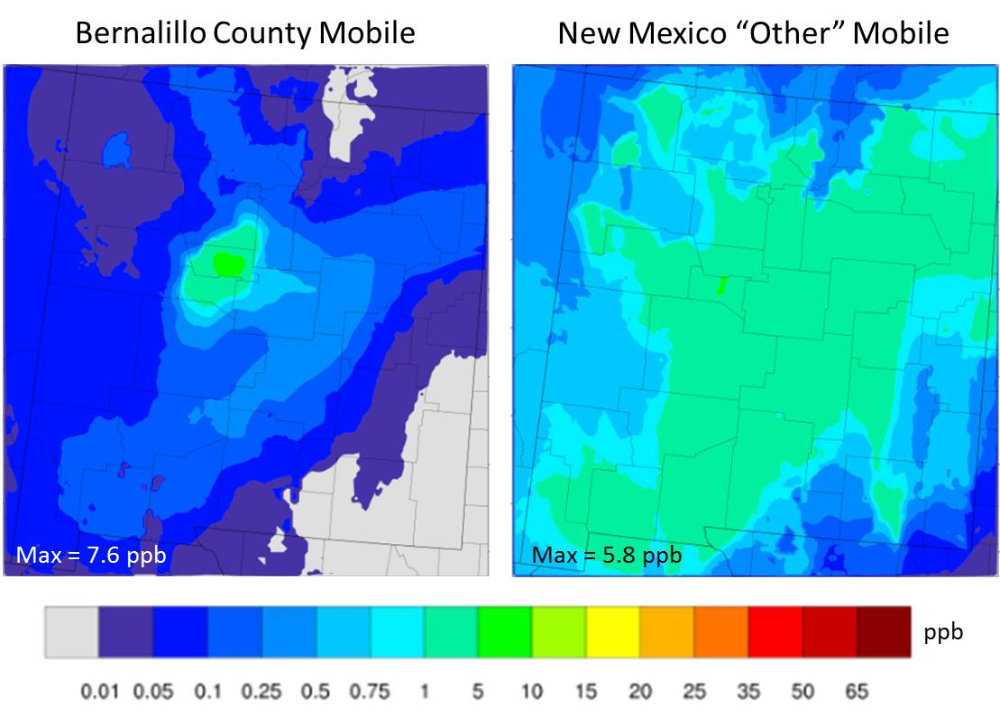 Bernalillo County Mobile
New Mexico “Other” Mobile
Max = 7.6 ppb
Max = 5.8 ppb
ppb
0.01 0.05 0.1 0.25 0.5 0.75 1 5 10 15 20 25 35 50 65